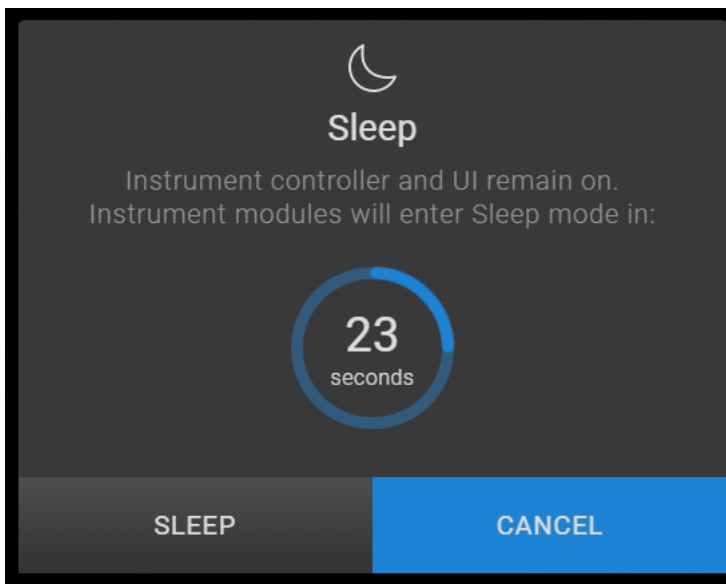 Sleep
Instrument controller and UI remain on.
Instrument modules will enter Sleep mode in:
23
seconds
SLEEP
CANCEL